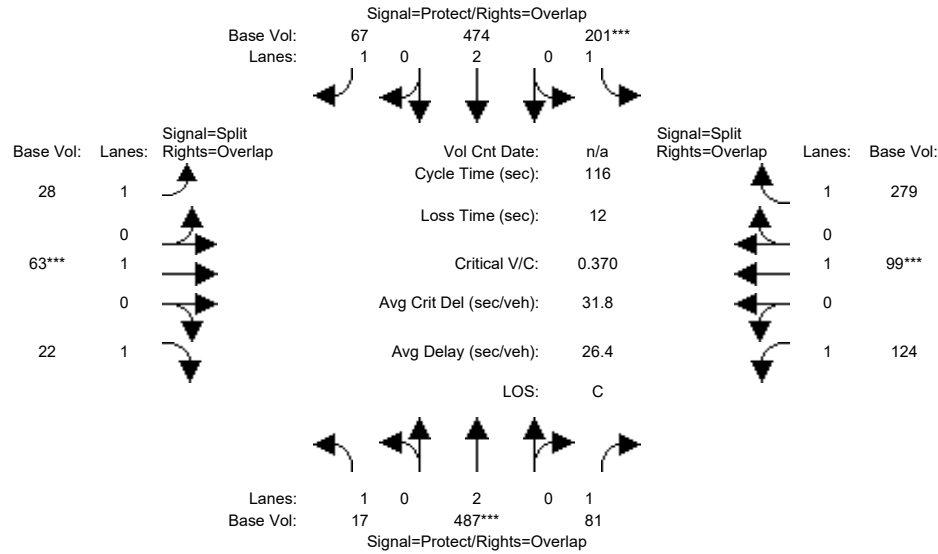 Signal=Protect/Rights=Overlap
Base Vol: 67 474 201***
Lanes: 1 0 2 0 1
Signal=Split
Rights=Overlap
Base Vol: Lanes:
28 1
0
63*** 1
0
22 1
Vol Cnt Date: n/a
Cycle Time (sec): 116
Loss Time (sec): 12
Critical V/C: 0.370
Avg Crit Del (sec/veh): 31.8
Avg Delay (sec/veh): 26.4
LOS: C
Signal=Split
Rights=Overlap
Lanes: Base Vol:
1 279
0
1 99***
0
1 124
Lanes: 1 0 2 0 1
Base Vol: 17 487*** 81
Signal=Protect/Rights=Overlap